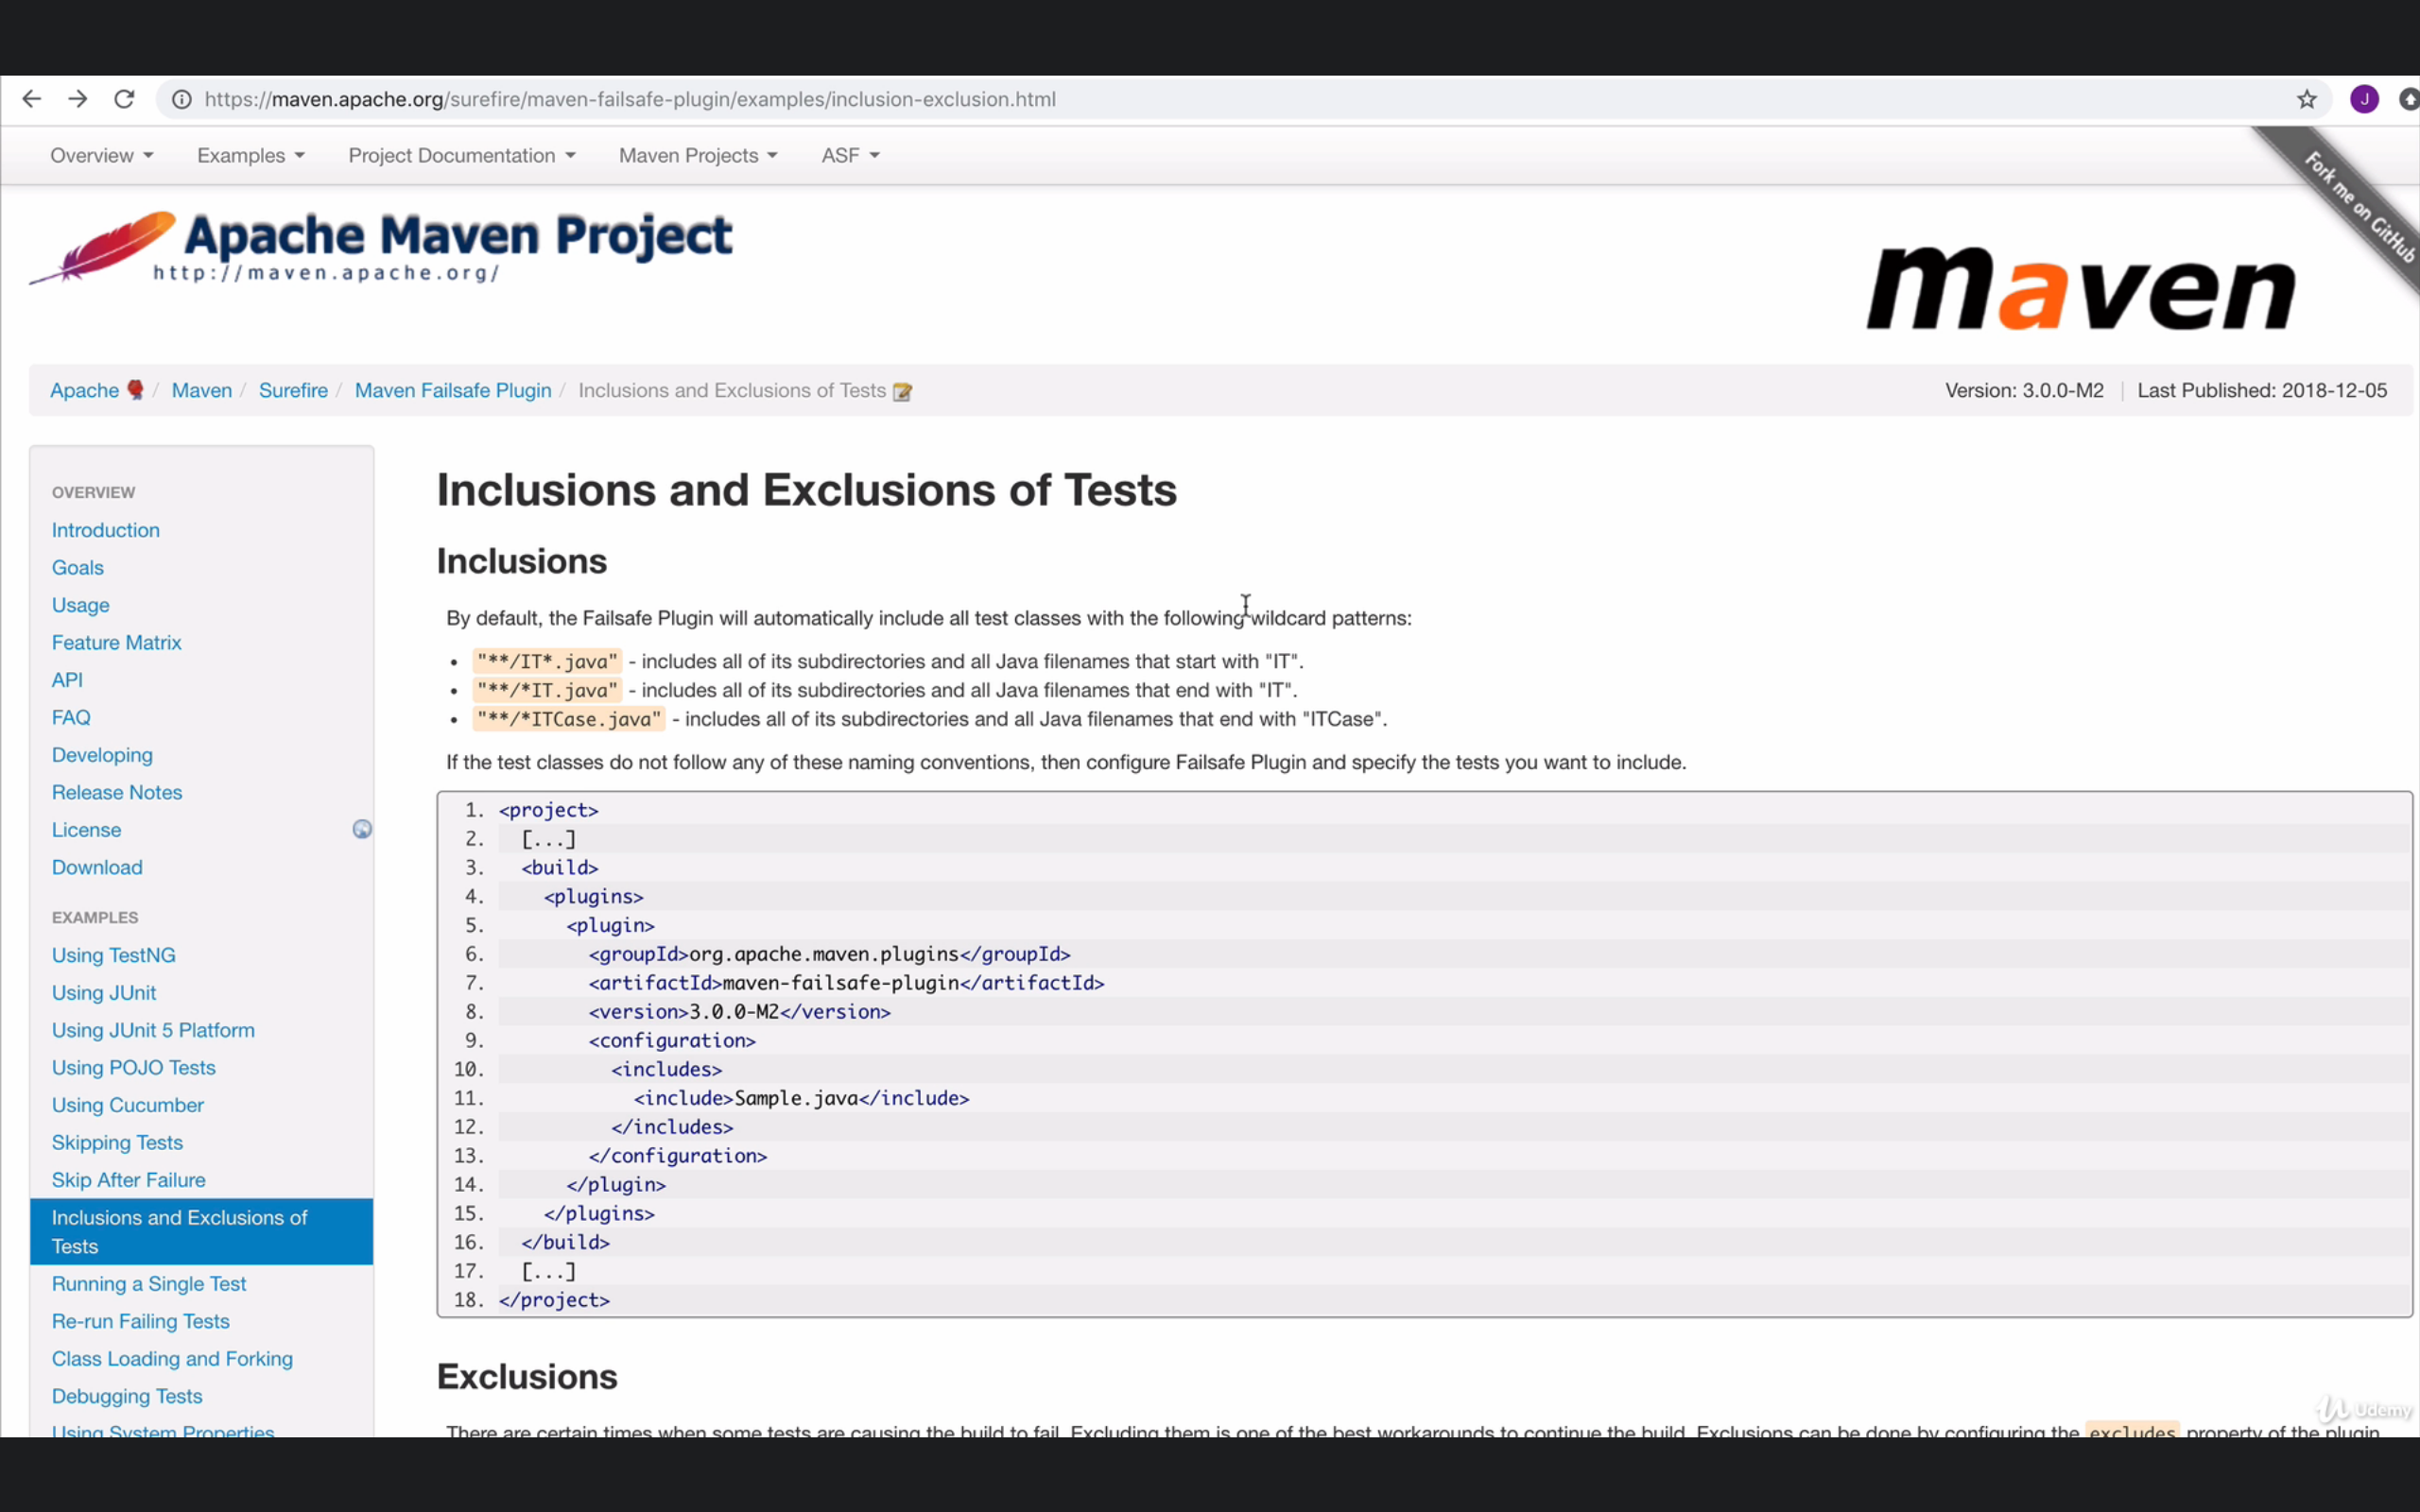 https://maven.apache.org/surefire/maven-failsafe-plugin/examples/inclusion-exclusion.html
J
Overview
Examples
Project Documentation
Maven Projects
ASF
Fork me on GitHub
Apache Maven Project
http://maven.apache.org/
maven
Apache / Maven / Surefire / Maven Failsafe Plugin / Inclusions and Exclusions of Tests
Version: 3.0.0-M2 | Last Published: 2018-12-05
OVERVIEW
Introduction
Goals
Usage
Feature Matrix
API
FAQ
Developing
Release Notes
License
Download
EXAMPLES
Using TestNG
Using JUnit
Using JUnit 5 Platform
Using POJO Tests
Using Cucumber
Skipping Tests
Skip After Failure
Inclusions and Exclusions of
Tests
Running a Single Test
Re-run Failing Tests
Class Loading and Forking
Debugging Tests
Using System Properties
Inclusions and Exclusions of Tests
Inclusions
By default, the Failsafe Plugin will automatically include all test classes with the following wildcard patterns:
• "**/IT*.java" - includes all of its subdirectories and all Java filenames that start with "IT".
• "**/*IT.java" - includes all of its subdirectories and all Java filenames that end with "IT".
• "**/*ITCase.java" - includes all of its subdirectories and all Java filenames that end with "ITCase".
If the test classes do not follow any of these naming conventions, then configure Failsafe Plugin and specify the tests you want to include.
1. <project>
2. [...]
3. <build>
4. <plugins>
5. <plugin>
6. <groupId>org.apache.maven.plugins</groupId>
7. <artifactId>maven-failsafe-plugin</artifactId>
8. <version>3.0.0-M2</version>
9. <configuration>
10. <includes>
11. <include>Sample.java</include>
12. </includes>
13. </configuration>
14. </plugin>
15. </plugins>
16. </build>
17. [...]
18. </project>
Exclusions
There are certain times when some tests are causing the build to fail. Excluding them is one of the best workarounds to continue the build. Exclusions can be done by configuring the excludes property of the plugin
Udemy